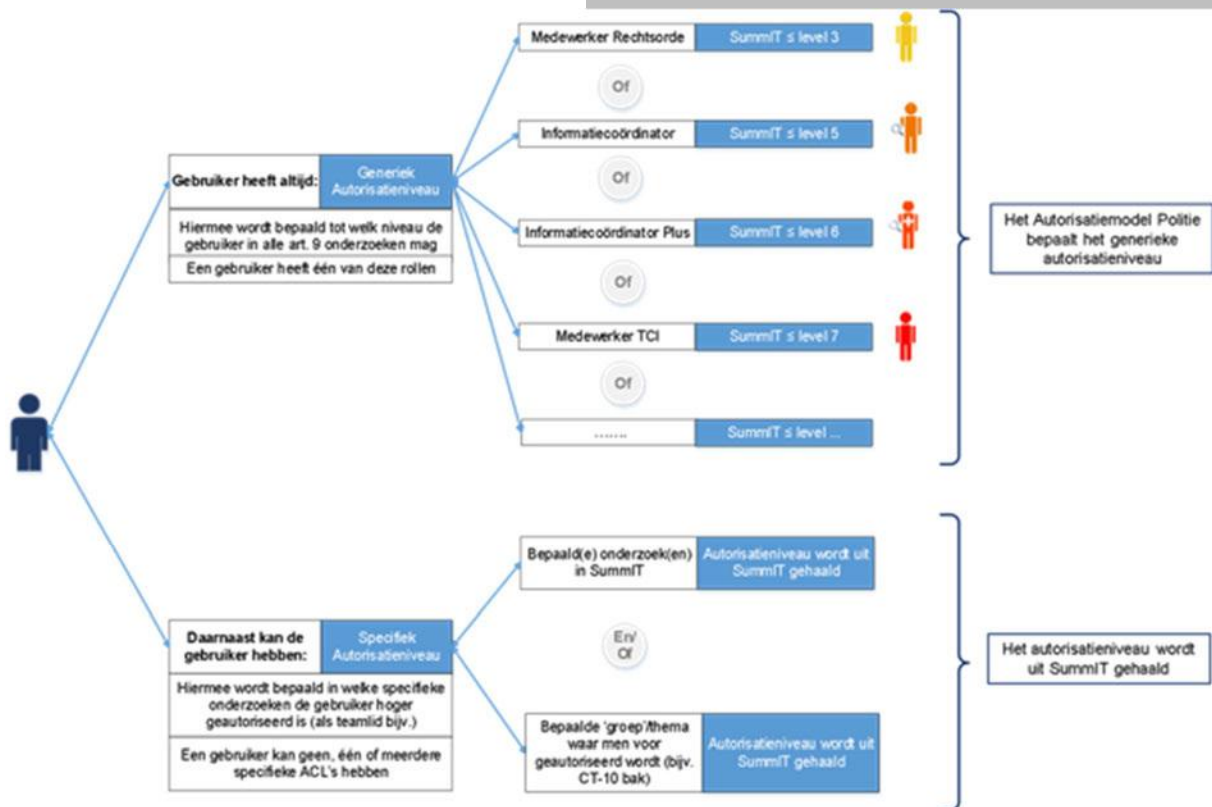 Gebruiker heeft altijd:
Generiek
Autorisatieniveau
Hiermee wordt bepaald tot welk niveau de
gebruiker in alle art. 9 onderzoeken mag
Een gebruiker heeft één van deze rollen
Medewerker Rechtsorde
SummIT ≤ level 3
Of
Informatiecoördinator
SummIT ≤ level 5
Of
Informatiecoördinator Plus
SummIT ≤ level 6
Of
Medewerker TCI
SummIT ≤ level 7
Of
.......
SummIT ≤ level ...
Het Autorisatiemodel Politie
bepaalt het generieke
autorisatieniveau
Daarnaast kan de
gebruiker hebben:
Specifiek
Autorisatieniveau
Hiermee wordt bepaald in welke specifieke
onderzoeken de gebruiker hoger
geautoriseerd is (als teamlid bijv.)
Een gebruiker kan geen, één of meerdere
specifieke ACL's hebben
Bepaald(e) onderzoek(en)
in SummIT
Autorisatieniveau wordt uit
SummIT gehaald
En/
Of
Bepaalde 'groep'/thema
waar men voor
geautoriseerd wordt (bijv.
CT-10 bak)
Autorisatieniveau wordt uit
SummIT gehaald
Het autorisatieniveau wordt
uit SummIT gehaald